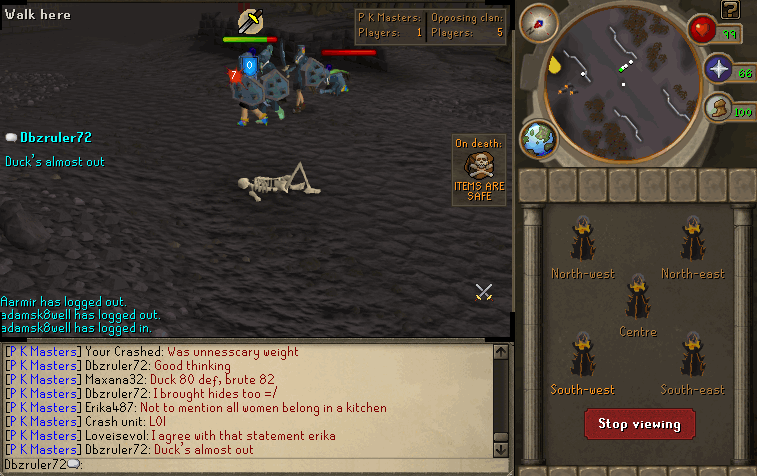 Walk here
P K Masters:
Players: 1
Opposing clan:
Players: 5
?
99
66
100
7
0
Dbzruler72
Duck's almost out
On death:
ITEMS ARE
SAFE
Aarmir has logged out.
adamsk8well has logged out.
adamsk8well has logged in.
North-west
North-east
Centre
South-west
South-east
Stop viewing
[P K Masters] Your Crashed: Was unnesscary weight
[P K Masters] Dbzruler72: Good thinking
[P K Masters] Maxana32: Duck 80 def, brute 82
[P K Masters] Dbzruler72: I brought hides too =/
[P K Masters] Erika487: Not to mention all women belong in a kitchen
[P K Masters] Crash unit: LOl
[P K Masters] Loveisevol: I agree with that statement erika
[P K Masters] Dbzruler72: Duck's almost out
Dbzruler72: